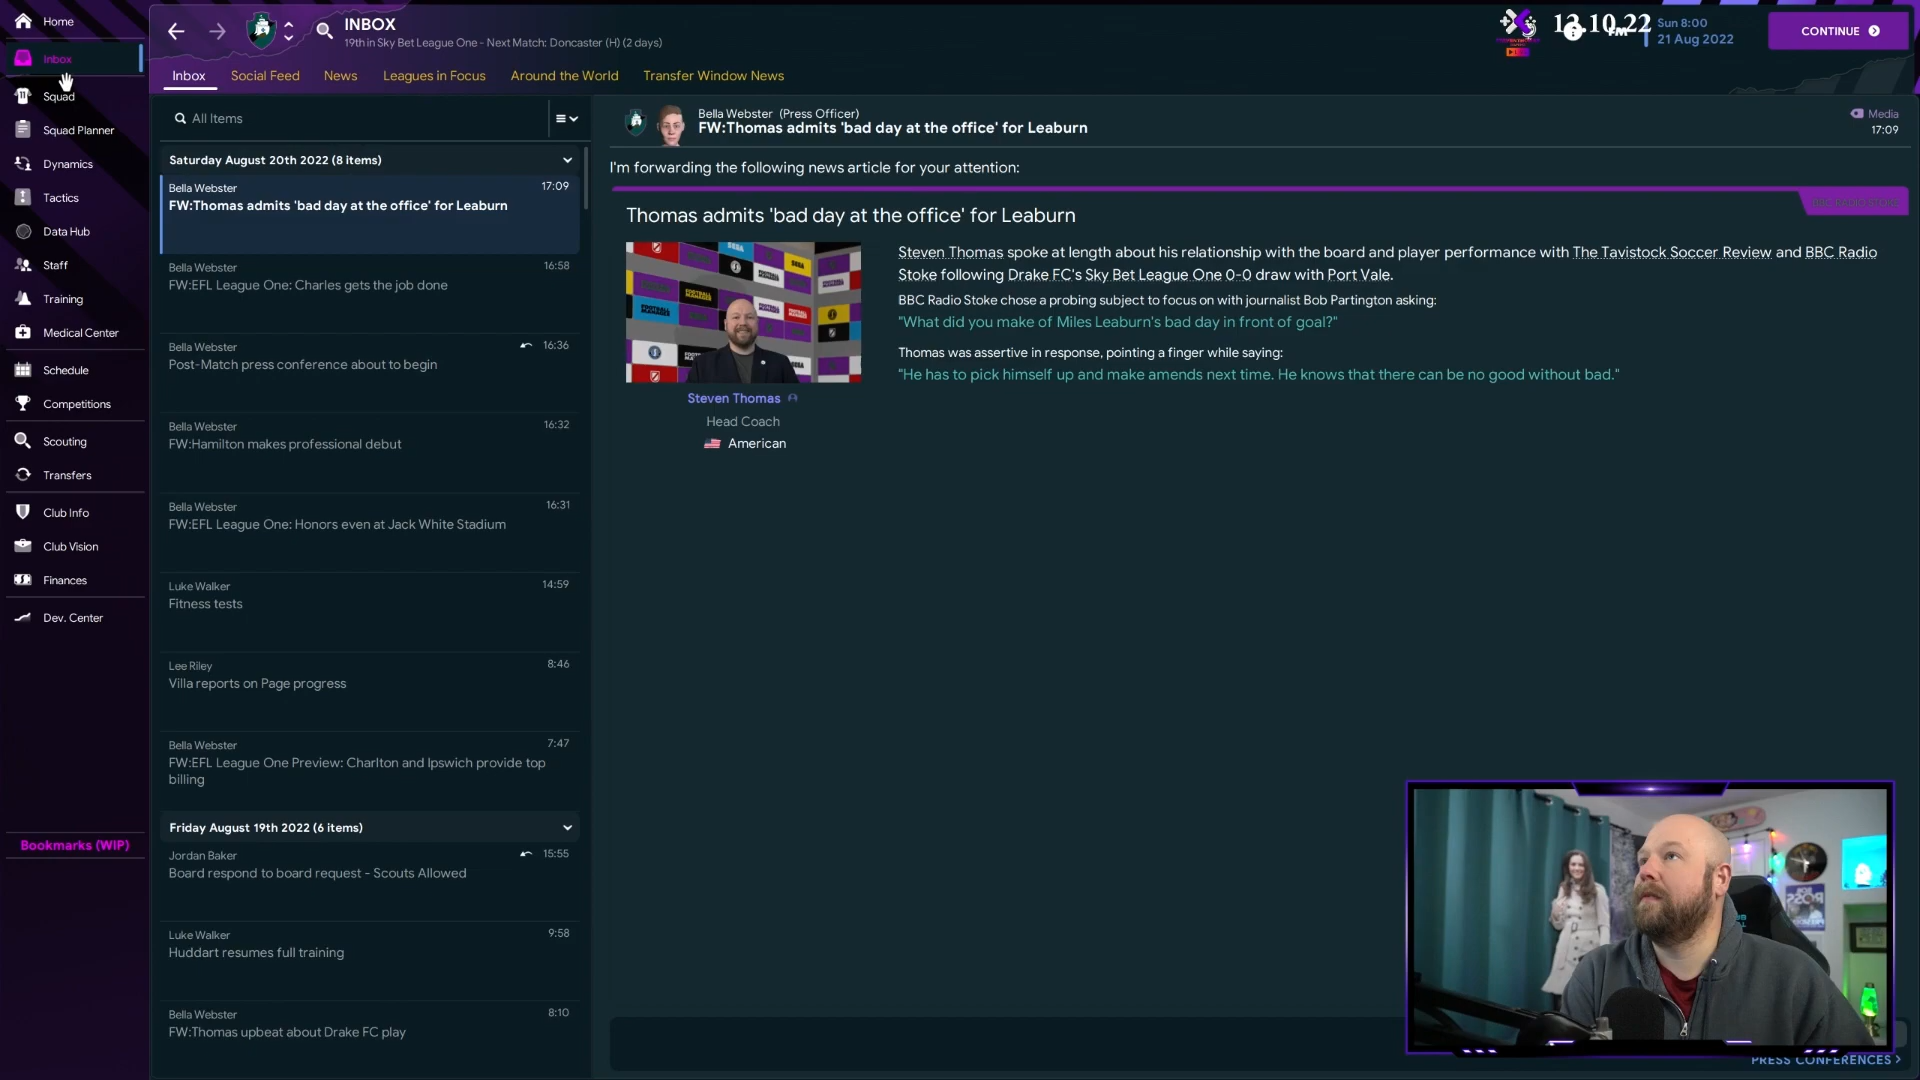 Home
Inbox
Squad
Squad Planner
Dynamics
Tactics
Data Hub
Staff
Training
Medical Center
Schedule
Competitions
Scouting
Transfers
Club Info
Club Vision
Finances
Dev. Center
Bookmarks (WIP)
INBOX
19th in Sky Bet League One - Next Match: Doncaster (H) (2 days)
13.10.22
FM
Sun 8:00
21 Aug 2022
CONTINUE
Inbox Social Feed News Leagues in Focus Around the World Transfer Window News
All Items
Saturday August 20th 2022 (8 items)
Bella Webster 17:09
FW:Thomas admits 'bad day at the office' for Leaburn
Bella Webster 16:58
FW:EFL League One: Charles gets the job done
Bella Webster 16:36
Post-Match press conference about to begin
Bella Webster 16:32
FW:Hamilton makes professional debut
Bella Webster 16:31
FW:EFL League One: Honors even at Jack White Stadium
Luke Walker 14:59
Fitness tests
Lee Riley 8:46
Villa reports on Page progress
Bella Webster 7:47
FW:EFL League One Preview: Charlton and Ipswich provide top
billing
Friday August 19th 2022 (6 items)
Jordan Baker 15:55
Board respond to board request - Scouts Allowed
Luke Walker 9:58
Huddart resumes full training
Bella Webster 8:10
FW:Thomas upbeat about Drake FC play
Bella Webster (Press Officer)
FW:Thomas admits 'bad day at the office' for Leaburn
Media
17:09
I'm forwarding the following news article for your attention:
BBC RADIO STOKE
Thomas admits 'bad day at the office' for Leaburn
Steven Thomas spoke at length about his relationship with the board and player performance with The Tavistock Soccer Review and BBC Radio
Stoke following Drake FC's Sky Bet League One 0-0 draw with Port Vale.
BBC Radio Stoke chose a probing subject to focus on with journalist Bob Partington asking:
"What did you make of Miles Leaburn's bad day in front of goal?"
Thomas was assertive in response, pointing a finger while saying:
"He has to pick himself up and make amends next time. He knows that there can be no good without bad."
Steven Thomas
Head Coach
American
PRESS CONFERENCES >